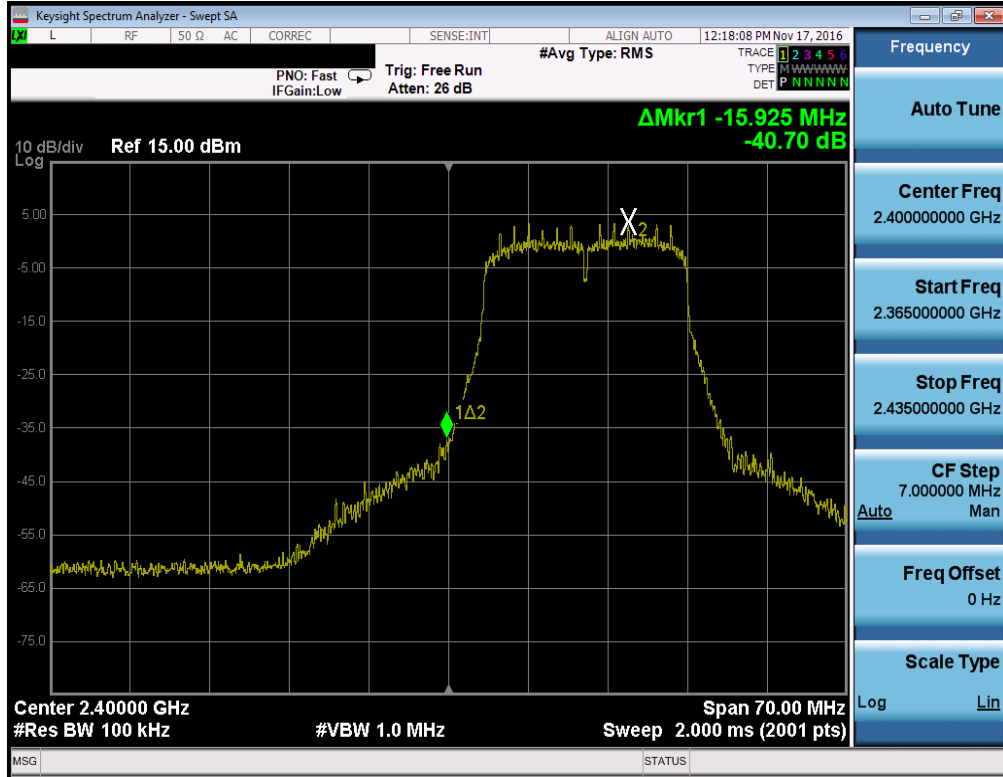 Keysight Spectrum Analyzer - Swept SA
LXI L RF 50 Ω AC CORREC SENSE:INT ALIGN AUTO 12:18:08 PM Nov 17, 2016
#Avg Type: RMS
TRACE 1 2 3 4 5 6
TYPE M W W W W W
DET P N N N N N
PNO: Fast
IFGain:Low
Trig: Free Run
Atten: 26 dB
ΔMkr1 -15.925 MHz
-40.70 dB
10 dB/div
Log
Ref 15.00 dBm
5.00
-5.00
-15.0
-25.0
-35.0
-45.0
-55.0
-65.0
-75.0
X2
1Δ2
Center 2.40000 GHz
#Res BW 100 kHz
#VBW 1.0 MHz
Span 70.00 MHz
Sweep 2.000 ms (2001 pts)
MSG
STATUS
Frequency
Auto Tune
Center Freq
2.400000000 GHz
Start Freq
2.365000000 GHz
Stop Freq
2.435000000 GHz
CF Step
7.000000 MHz
Auto Man
Freq Offset
0 Hz
Scale Type
Log Lin